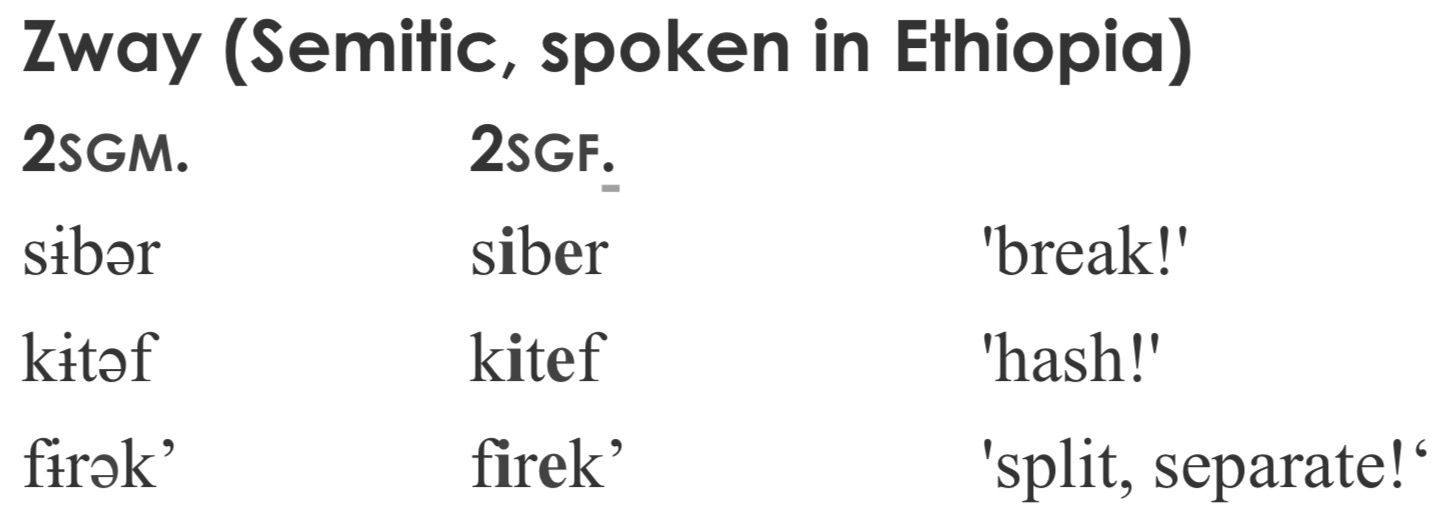 Zway (Semitic, spoken in Ethiopia)
2SGM. 2SGF.
sɨbər siber 'break!'
kɨtəf kitef 'hash!'
fɨrək’ firek’ 'split, separate!‘